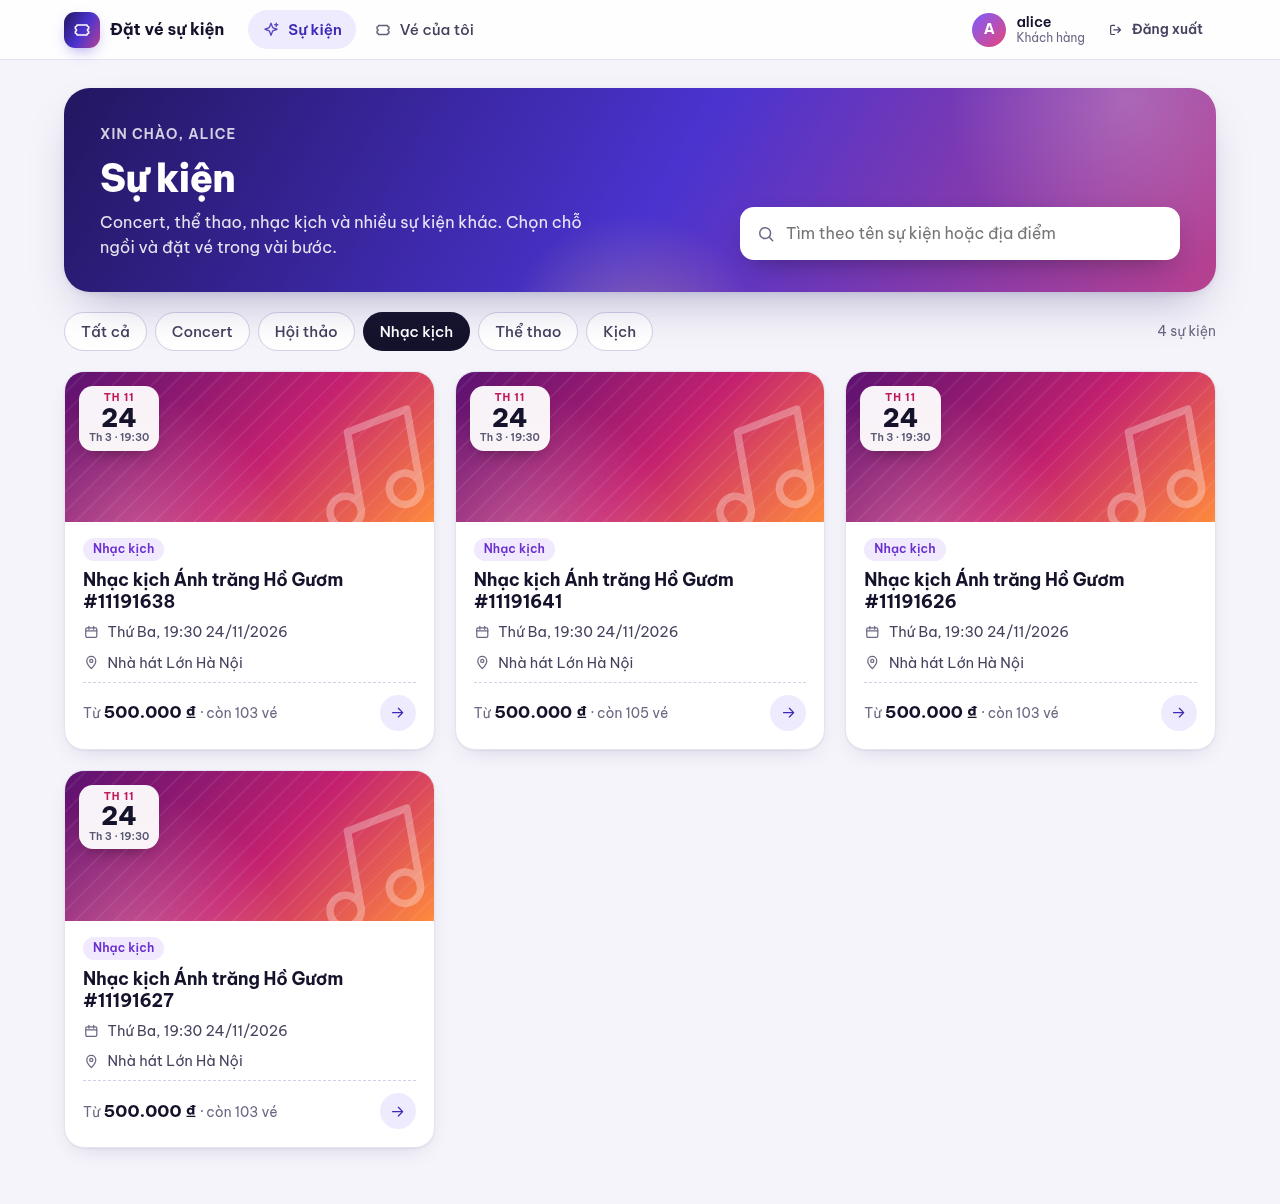 Đặt vé sự kiện
Sự kiện
Vé của tôi
A
alice
Khách hàng
Đăng xuất
XIN CHÀO, ALICE
Sự kiện
Concert, thể thao, nhạc kịch và nhiều sự kiện khác. Chọn chỗ
ngồi và đặt vé trong vài bước.
Tìm theo tên sự kiện hoặc địa điểm
Tất cả
Concert
Hội thảo
Nhạc kịch
Thể thao
Kịch
4 sự kiện
TH 11
24
Th 3 · 19:30
Nhạc kịch
Nhạc kịch Ánh trăng Hồ Gươm
#11191638
Thứ Ba, 19:30 24/11/2026
Nhà hát Lớn Hà Nội
Từ 500.000 ₫ · còn 103 vé
TH 11
24
Th 3 · 19:30
Nhạc kịch
Nhạc kịch Ánh trăng Hồ Gươm
#11191641
Thứ Ba, 19:30 24/11/2026
Nhà hát Lớn Hà Nội
Từ 500.000 ₫ · còn 105 vé
TH 11
24
Th 3 · 19:30
Nhạc kịch
Nhạc kịch Ánh trăng Hồ Gươm
#11191626
Thứ Ba, 19:30 24/11/2026
Nhà hát Lớn Hà Nội
Từ 500.000 ₫ · còn 103 vé
TH 11
24
Th 3 · 19:30
Nhạc kịch
Nhạc kịch Ánh trăng Hồ Gươm
#11191627
Thứ Ba, 19:30 24/11/2026
Nhà hát Lớn Hà Nội
Từ 500.000 ₫ · còn 103 vé